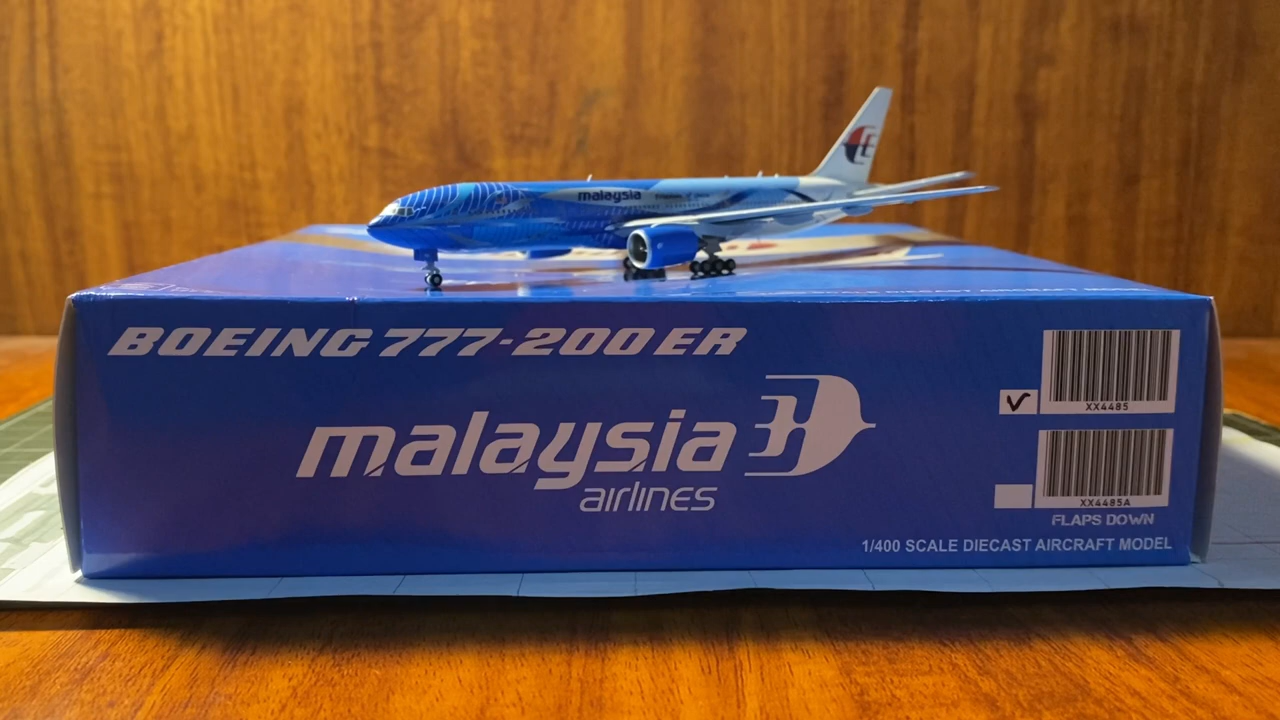 malaysia
BOEING 777-200ER
malaysia
airlines
XX4485
XX4485A
FLAPS DOWN
1/400 SCALE DIECAST AIRCRAFT MODEL